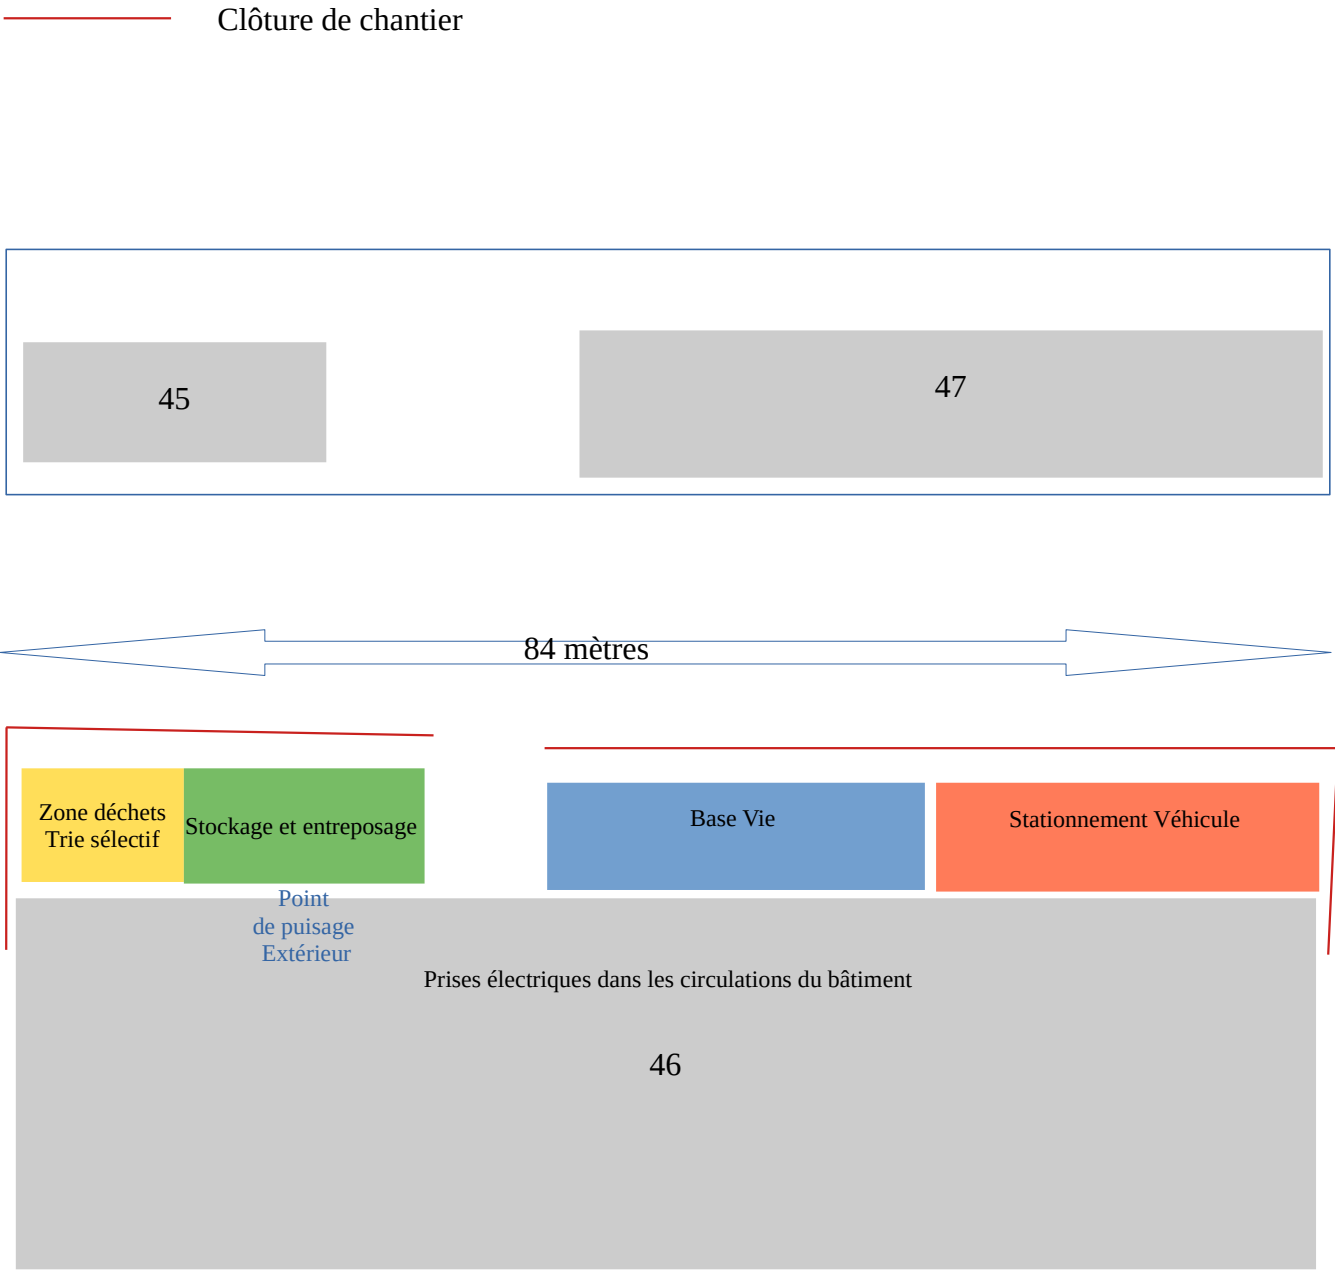 Clôture de chantier
45
47
84 mètres
Zone déchets
Trie sélectif
Stockage et entreposage
Base Vie
Stationnement Véhicule
Point
de puisage
Extérieur
Prises électriques dans les circulations du bâtiment
46